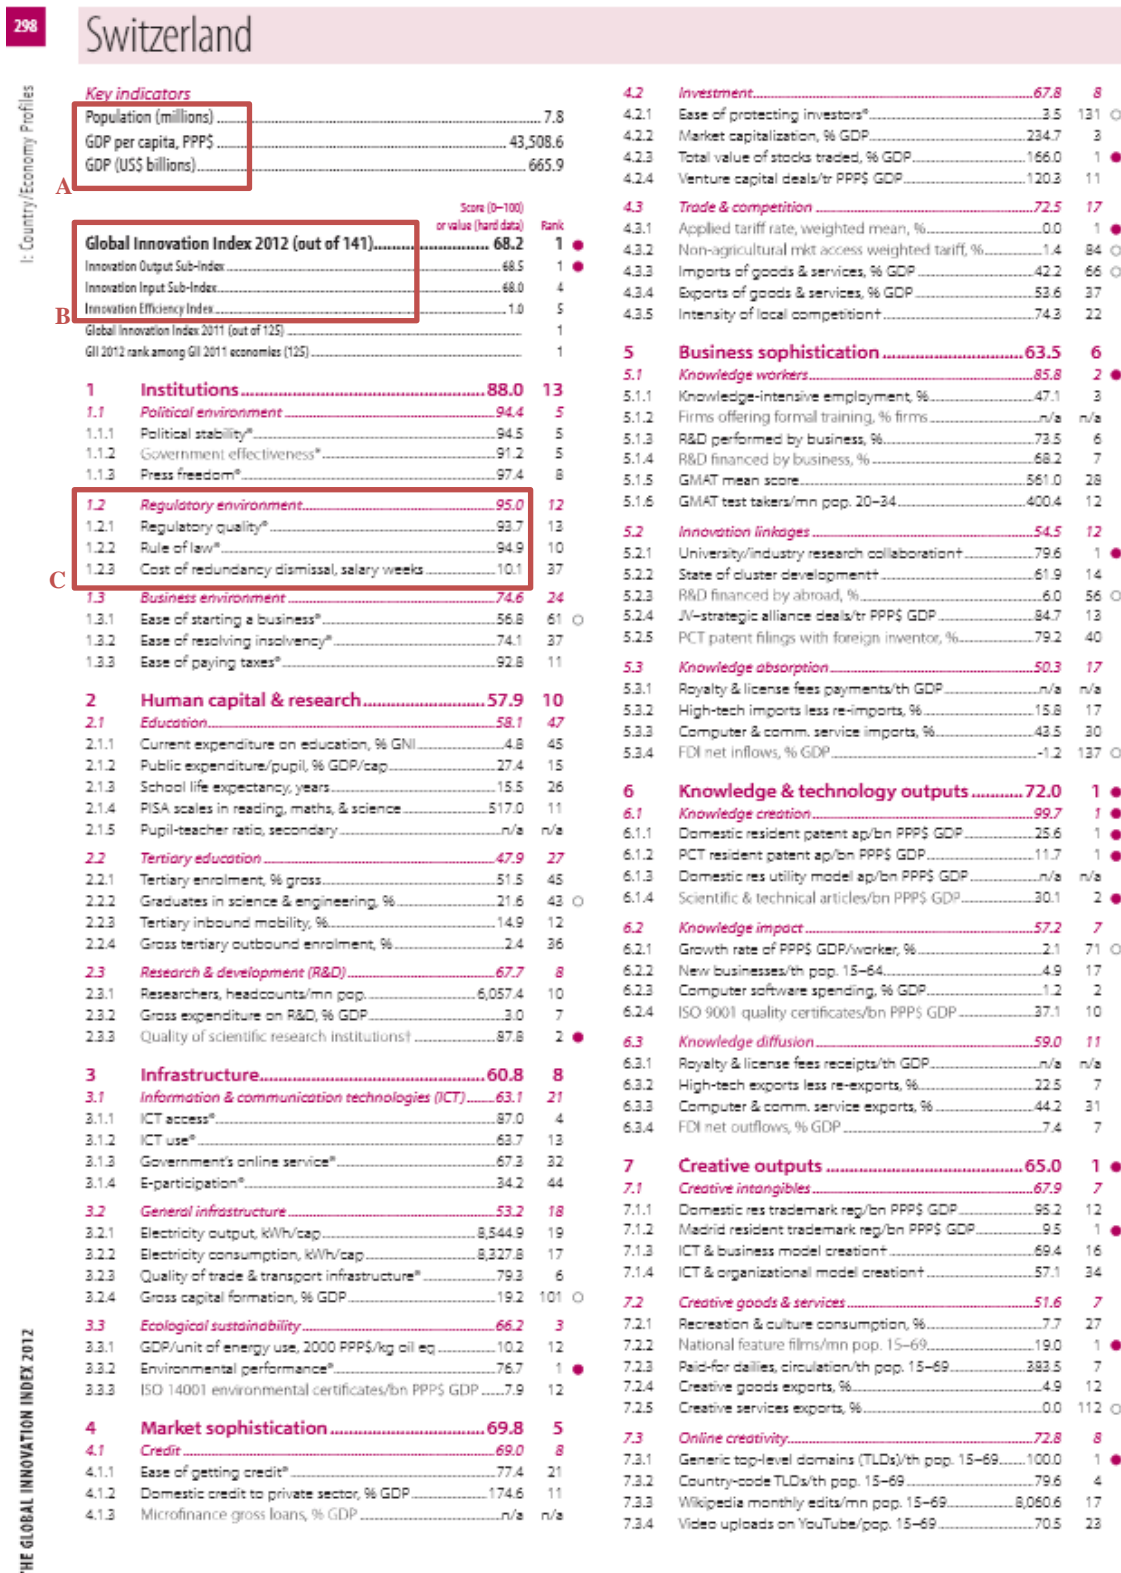 298
Switzerland
I: Country/Economy Profiles
THE GLOBAL INNOVATION INDEX 2012
Key indicators
Population (millions) 7.8
GDP per capita, PPP$ 43,508.6
GDP (US$ billions) 665.9
A
Score (0–100)
or value (hard data) Rank
Global Innovation Index 2012 (out of 141) 68.2 1 ●
Innovation Output Sub-Index 68.5 1 ●
Innovation Input Sub-Index 68.0 4
Innovation Efficiency Index 1.0 5
B
Global Innovation Index 2011 (out of 125) 1
GII 2012 rank among GII 2011 economies (125) 1
1 Institutions 88.0 13
1.1 Political environment 94.4 5
1.1.1 Political stability* 94.5 5
1.1.2 Government effectiveness* 91.2 5
1.1.3 Press freedom* 97.4 8
1.2 Regulatory environment 95.0 12
1.2.1 Regulatory quality* 93.7 13
1.2.2 Rule of law* 94.9 10
1.2.3 Cost of redundancy dismissal, salary weeks 10.1 37
C
1.3 Business environment 74.6 24
1.3.1 Ease of starting a business* 56.8 61 ○
1.3.2 Ease of resolving insolvency* 74.1 37
1.3.3 Ease of paying taxes* 92.8 11
2 Human capital & research 57.9 10
2.1 Education 58.1 47
2.1.1 Current expenditure on education, % GNI 4.8 45
2.1.2 Public expenditure/pupil, % GDP/cap 27.4 15
2.1.3 School life expectancy, years 15.5 26
2.1.4 PISA scales in reading, maths, & science 517.0 11
2.1.5 Pupil-teacher ratio, secondary n/a n/a
2.2 Tertiary education 47.9 27
2.2.1 Tertiary enrolment, % gross 51.5 45
2.2.2 Graduates in science & engineering, % 21.6 43 ○
2.2.3 Tertiary inbound mobility, % 14.9 12
2.2.4 Gross tertiary outbound enrolment, % 2.4 36
2.3 Research & development (R&D) 67.7 8
2.3.1 Researchers, headcounts/mn pop. 6,057.4 10
2.3.2 Gross expenditure on R&D, % GDP 3.0 7
2.3.3 Quality of scientific research institutions† 87.8 2 ●
3 Infrastructure 60.8 8
3.1 Information & communication technologies (ICT) 63.1 21
3.1.1 ICT access* 87.0 4
3.1.2 ICT use* 63.7 13
3.1.3 Government's online service* 67.3 32
3.1.4 E-participation* 34.2 44
3.2 General infrastructure 53.2 18
3.2.1 Electricity output, kWh/cap 8,544.9 19
3.2.2 Electricity consumption, kWh/cap 8,327.8 17
3.2.3 Quality of trade & transport infrastructure* 79.3 6
3.2.4 Gross capital formation, % GDP 19.2 101 ○
3.3 Ecological sustainability 66.2 3
3.3.1 GDP/unit of energy use, 2000 PPP$/kg oil eq 10.2 12
3.3.2 Environmental performance* 76.7 1 ●
3.3.3 ISO 14001 environmental certificates/bn PPP$ GDP 7.9 12
4 Market sophistication 69.8 5
4.1 Credit 69.0 8
4.1.1 Ease of getting credit* 77.4 21
4.1.2 Domestic credit to private sector, % GDP 174.6 11
4.1.3 Microfinance gross loans, % GDP n/a n/a
4.2 Investment 67.8 8
4.2.1 Ease of protecting investors* 3.5 131 ○
4.2.2 Market capitalization, % GDP 234.7 3
4.2.3 Total value of stocks traded, % GDP 166.0 1 ●
4.2.4 Venture capital deals/tr PPP$ GDP 120.3 11
4.3 Trade & competition 72.5 17
4.3.1 Applied tariff rate, weighted mean, % 0.0 1 ●
4.3.2 Non-agricultural mkt access weighted tariff, % 1.4 84 ○
4.3.3 Imports of goods & services, % GDP 42.2 66 ○
4.3.4 Exports of goods & services, % GDP 53.6 37
4.3.5 Intensity of local competition† 74.3 22
5 Business sophistication 63.5 6
5.1 Knowledge workers 85.8 2 ●
5.1.1 Knowledge-intensive employment, % 47.1 3
5.1.2 Firms offering formal training, % firms n/a n/a
5.1.3 R&D performed by business, % 73.5 6
5.1.4 R&D financed by business, % 68.2 7
5.1.5 GMAT mean score 561.0 28
5.1.6 GMAT test takers/mn pop. 20–34 400.4 12
5.2 Innovation linkages 54.5 12
5.2.1 University/industry research collaboration† 79.6 1 ●
5.2.2 State of cluster development† 61.9 14
5.2.3 R&D financed by abroad, % 6.0 56 ○
5.2.4 JV–strategic alliance deals/tr PPP$ GDP 84.7 13
5.2.5 PCT patent filings with foreign inventor, % 79.2 40
5.3 Knowledge absorption 50.3 17
5.3.1 Royalty & license fees payments/th GDP n/a n/a
5.3.2 High-tech imports less re-imports, % 15.8 17
5.3.3 Computer & comm. service imports, % 43.5 30
5.3.4 FDI net inflows, % GDP -1.2 137 ○
6 Knowledge & technology outputs 72.0 1 ●
6.1 Knowledge creation 99.7 1 ●
6.1.1 Domestic resident patent ap/bn PPP$ GDP 25.6 1 ●
6.1.2 PCT resident patent ap/bn PPP$ GDP 11.7 1 ●
6.1.3 Domestic res utility model ap/bn PPP$ GDP n/a n/a
6.1.4 Scientific & technical articles/bn PPP$ GDP 30.1 2 ●
6.2 Knowledge impact 57.2 7
6.2.1 Growth rate of PPP$ GDP/worker, % 2.1 71 ○
6.2.2 New businesses/th pop. 15–64 4.9 17
6.2.3 Computer software spending, % GDP 1.2 2
6.2.4 ISO 9001 quality certificates/bn PPP$ GDP 37.1 10
6.3 Knowledge diffusion 59.0 11
6.3.1 Royalty & license fees receipts/th GDP n/a n/a
6.3.2 High-tech exports less re-exports, % 22.5 7
6.3.3 Computer & comm. service exports, % 44.2 31
6.3.4 FDI net outflows, % GDP 7.4 7
7 Creative outputs 65.0 1 ●
7.1 Creative intangibles 67.9 7
7.1.1 Domestic res trademark reg/bn PPP$ GDP 95.2 12
7.1.2 Madrid resident trademark reg/bn PPP$ GDP 9.5 1 ●
7.1.3 ICT & business model creation† 69.4 16
7.1.4 ICT & organizational model creation† 57.1 34
7.2 Creative goods & services 51.6 7
7.2.1 Recreation & culture consumption, % 7.7 27
7.2.2 National feature films/mn pop. 15–69 19.0 1 ●
7.2.3 Paid-for dailies, circulation/th pop. 15–69 383.5 7
7.2.4 Creative goods exports, % 4.9 12
7.2.5 Creative services exports, % 0.0 112 ○
7.3 Online creativity 72.8 8
7.3.1 Generic top-level domains (TLDs)/th pop. 15–69 100.0 1 ●
7.3.2 Country-code TLDs/th pop. 15–69 79.6 4
7.3.3 Wikipedia monthly edits/mn pop. 15–69 8,060.6 17
7.3.4 Video uploads on YouTube/pop. 15–69 70.5 23